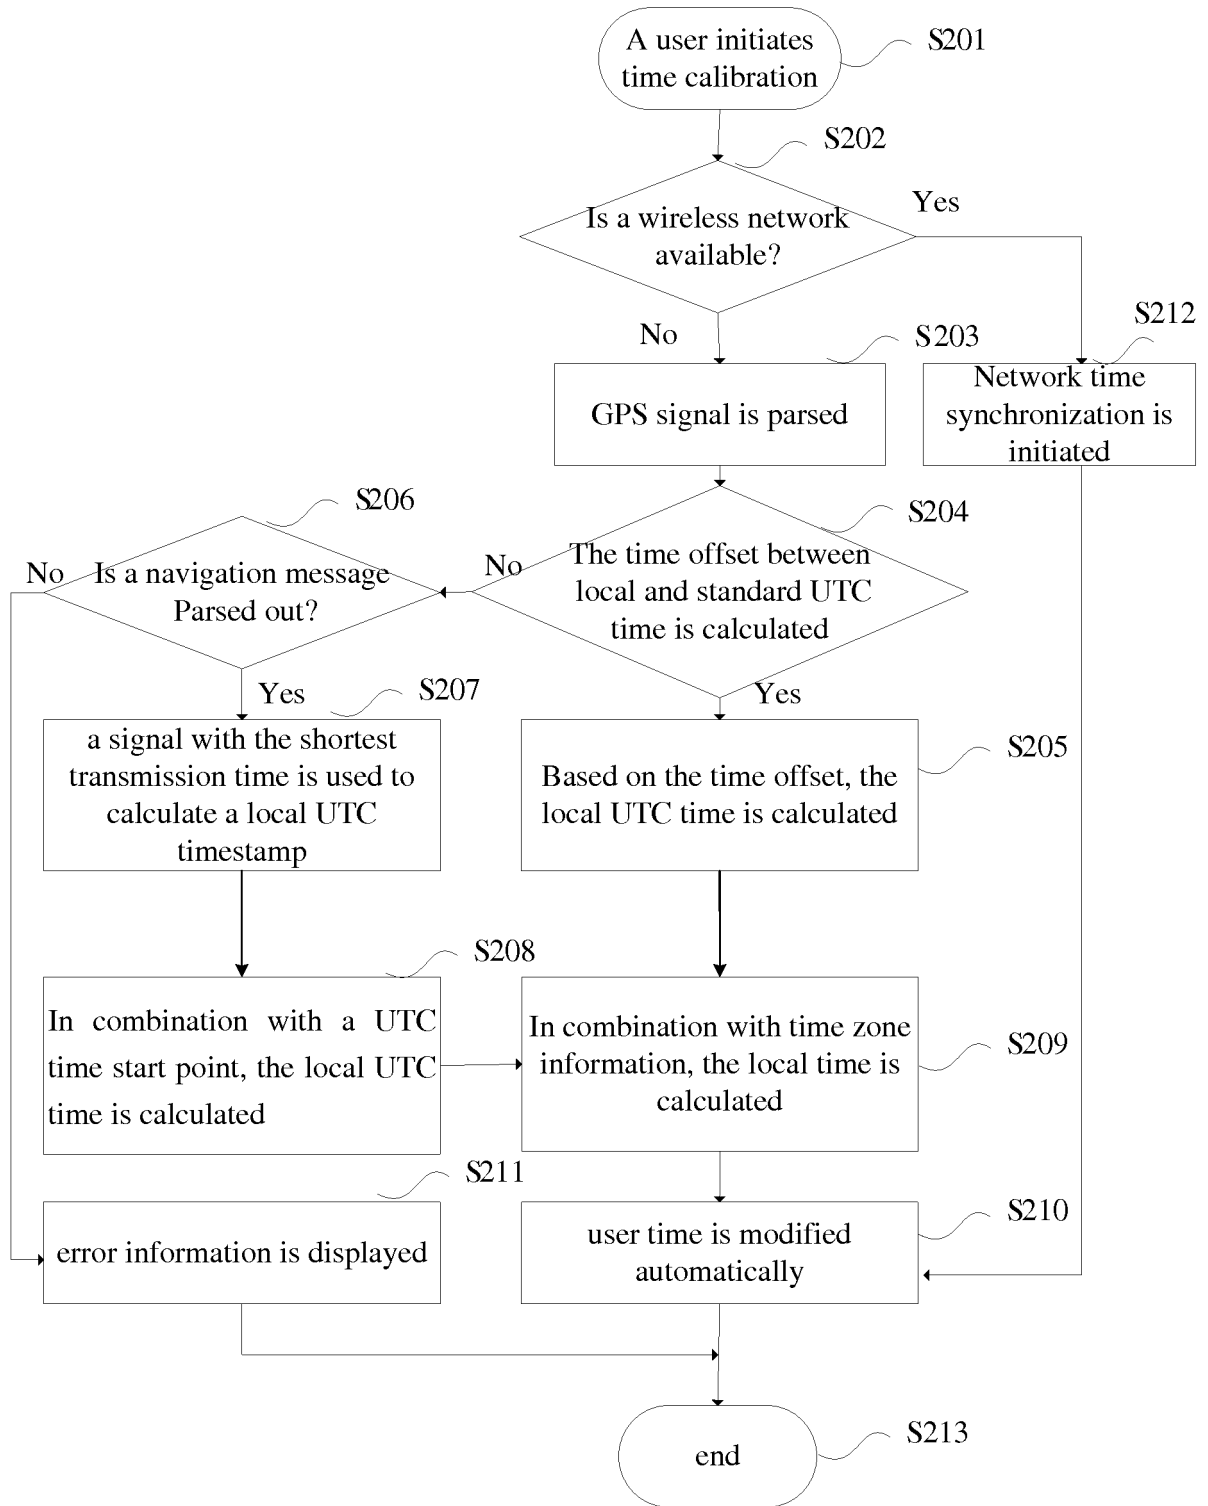 A user initiates
time calibration
S201
S202
Is a wireless network
available?
Yes
No
S203
S212
GPS signal is parsed
Network time
synchronization is
initiated
S206
S204
No
Is a navigation message
Parsed out?
No
The time offset between
local and standard UTC
time is calculated
Yes
S207
Yes
a signal with the shortest
transmission time is used to
calculate a local UTC
timestamp
Based on the time offset, the
local UTC time is calculated
S205
S208
In combination with a UTC
time start point, the local UTC
time is calculated
In combination with time zone
information, the local time is
calculated
S209
S211
error information is displayed
user time is modified
automatically
S210
end
S213